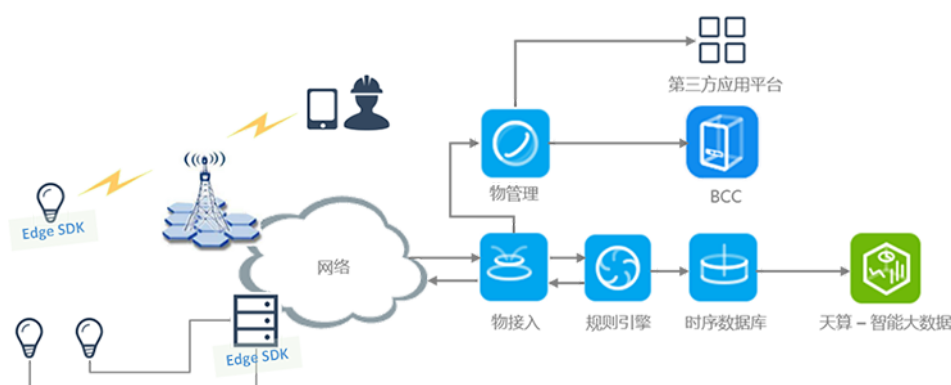 第三方应用平台
物管理
BCC
Edge SDK
网络
物接入
规则引擎
时序数据库
天算 – 智能大数据
Edge SDK